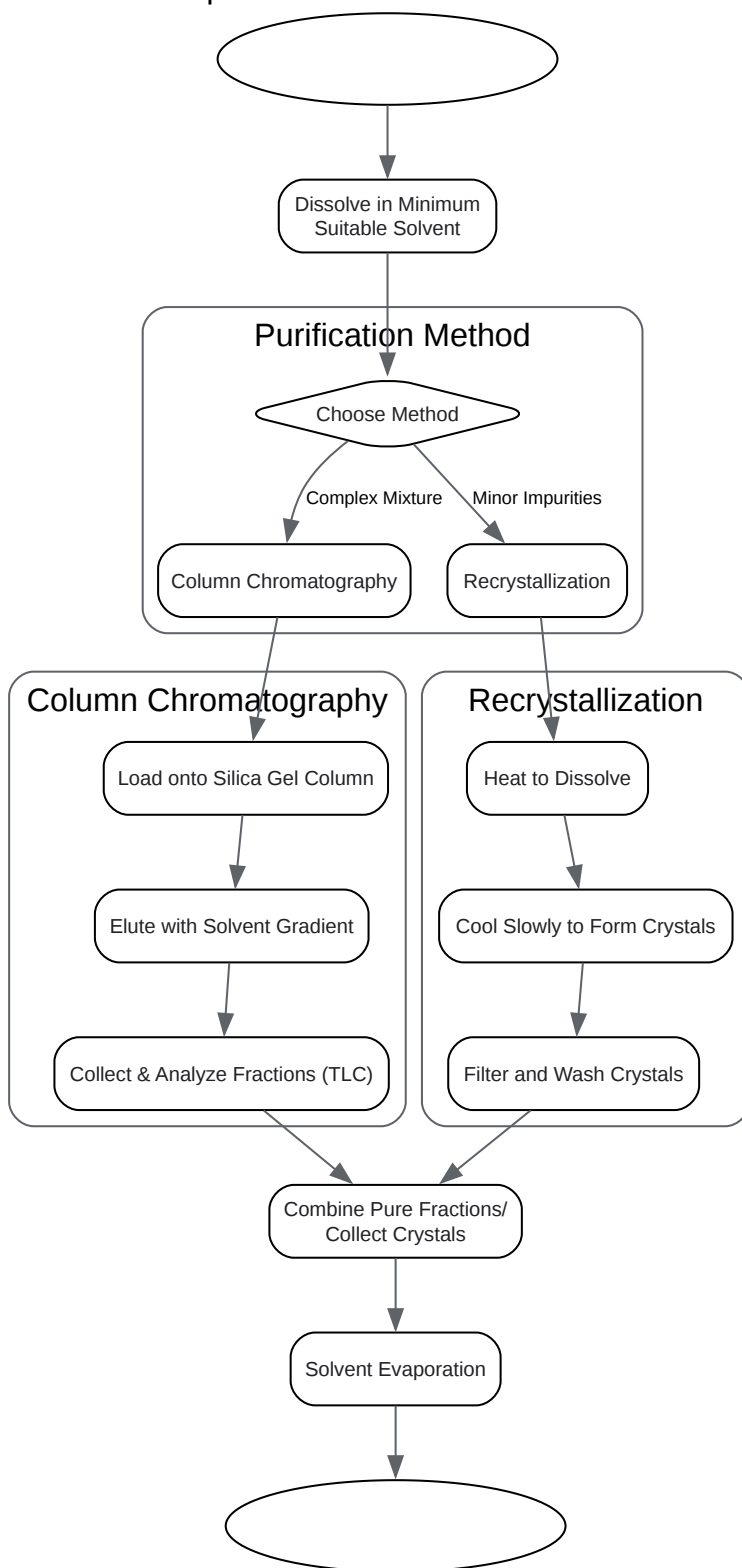 Dissolve in Minimum
Suitable Solvent
Purification Method
Choose Method
Complex Mixture
Minor Impurities
Column Chromatography
Recrystallization
Column Chromatography
Recrystallization
Load onto Silica Gel Column
Heat to Dissolve
Elute with Solvent Gradient
Cool Slowly to Form Crystals
Collect & Analyze Fractions (TLC)
Filter and Wash Crystals
Combine Pure Fractions/
Collect Crystals
Solvent Evaporation